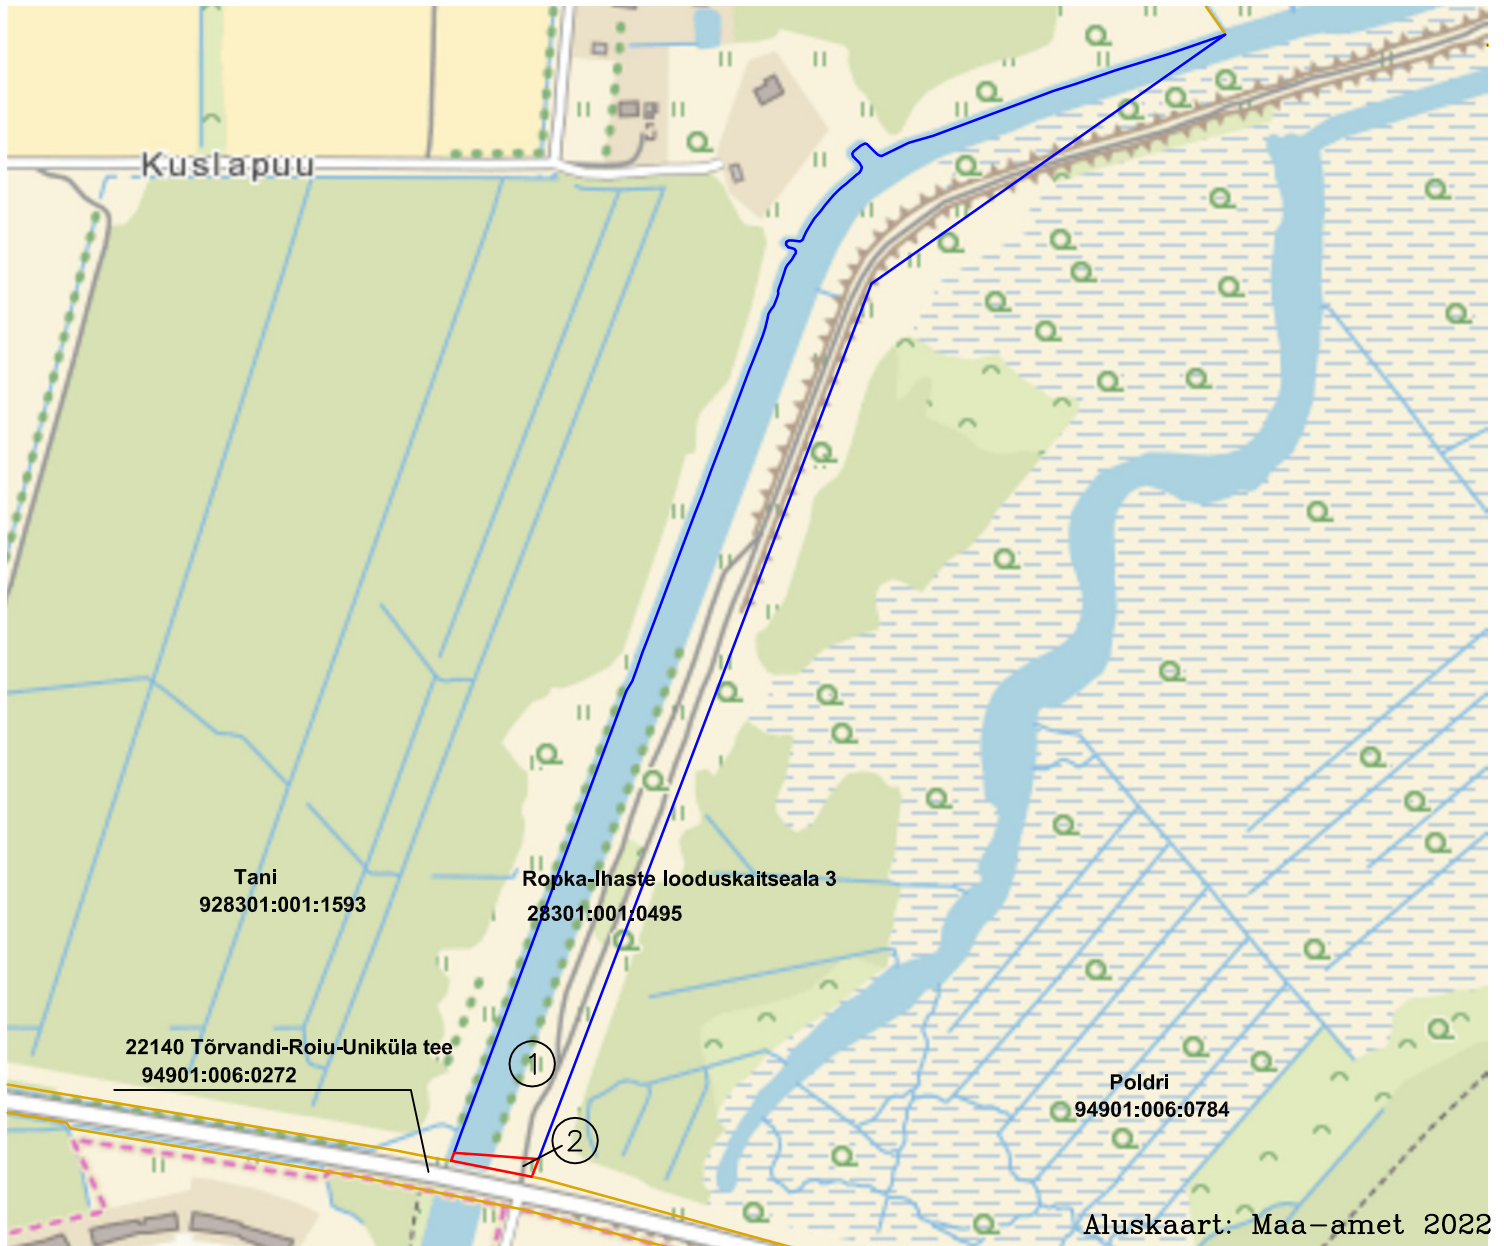 Kuslapuu
Tani
928301:001:1593
Ropka-Ihaste looduskaitseala 3
28301:001:0495
22140 Tõrvandi-Roiu-Uniküla tee
94901:006:0272
1
2
Poldri
94901:006:0784
Aluskaart: Maa-amet 2022